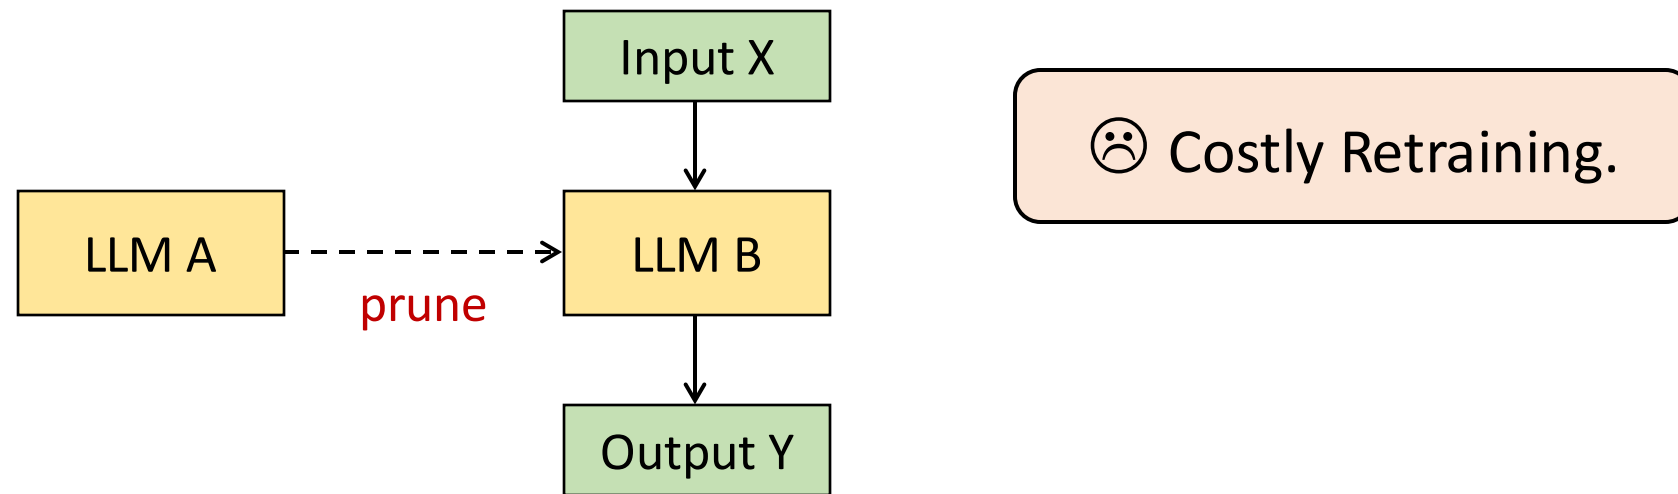 Input X
☹ Costly Retraining.
LLM A
LLM B
prune
Output Y